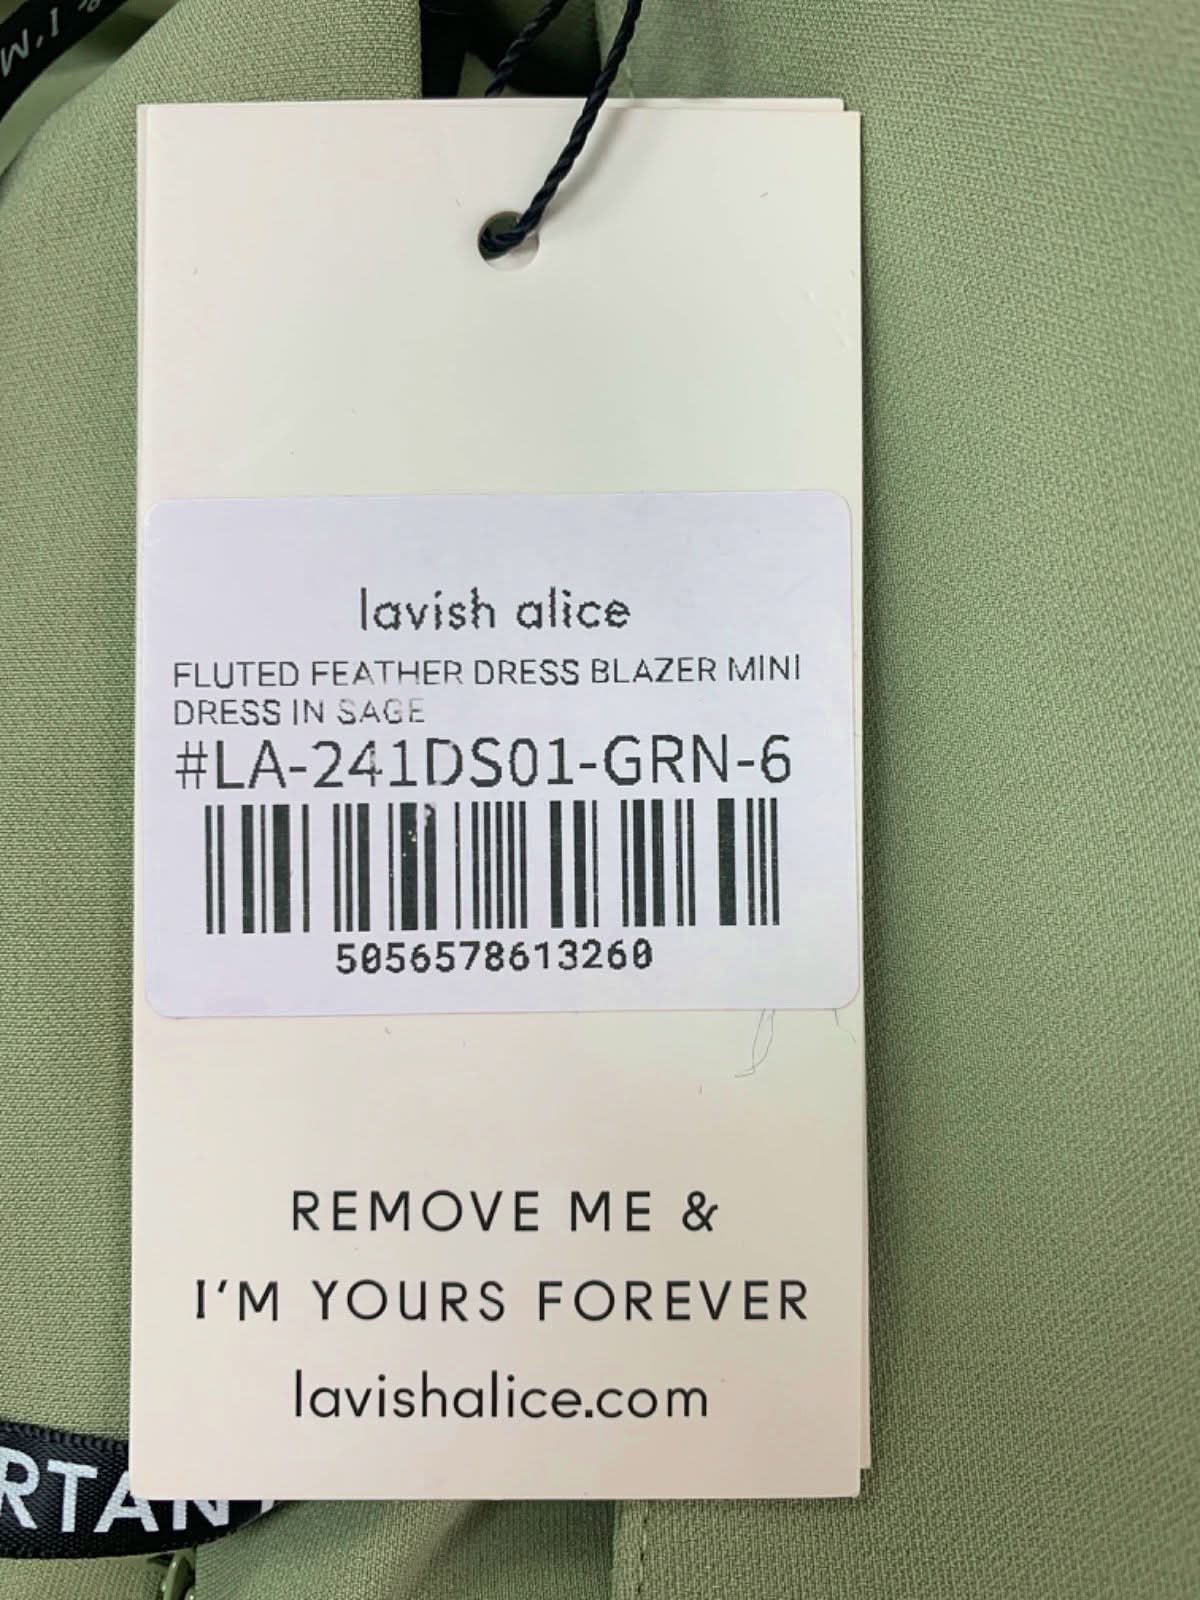 & I'M
lavish alice
FLUTED FEATHER DRESS BLAZER MINI
DRESS IN SAGE
#LA-241DS01-GRN-6
5056578613260
REMOVE ME &
I'M YOURS FOREVER
lavishalice.com
RTAN